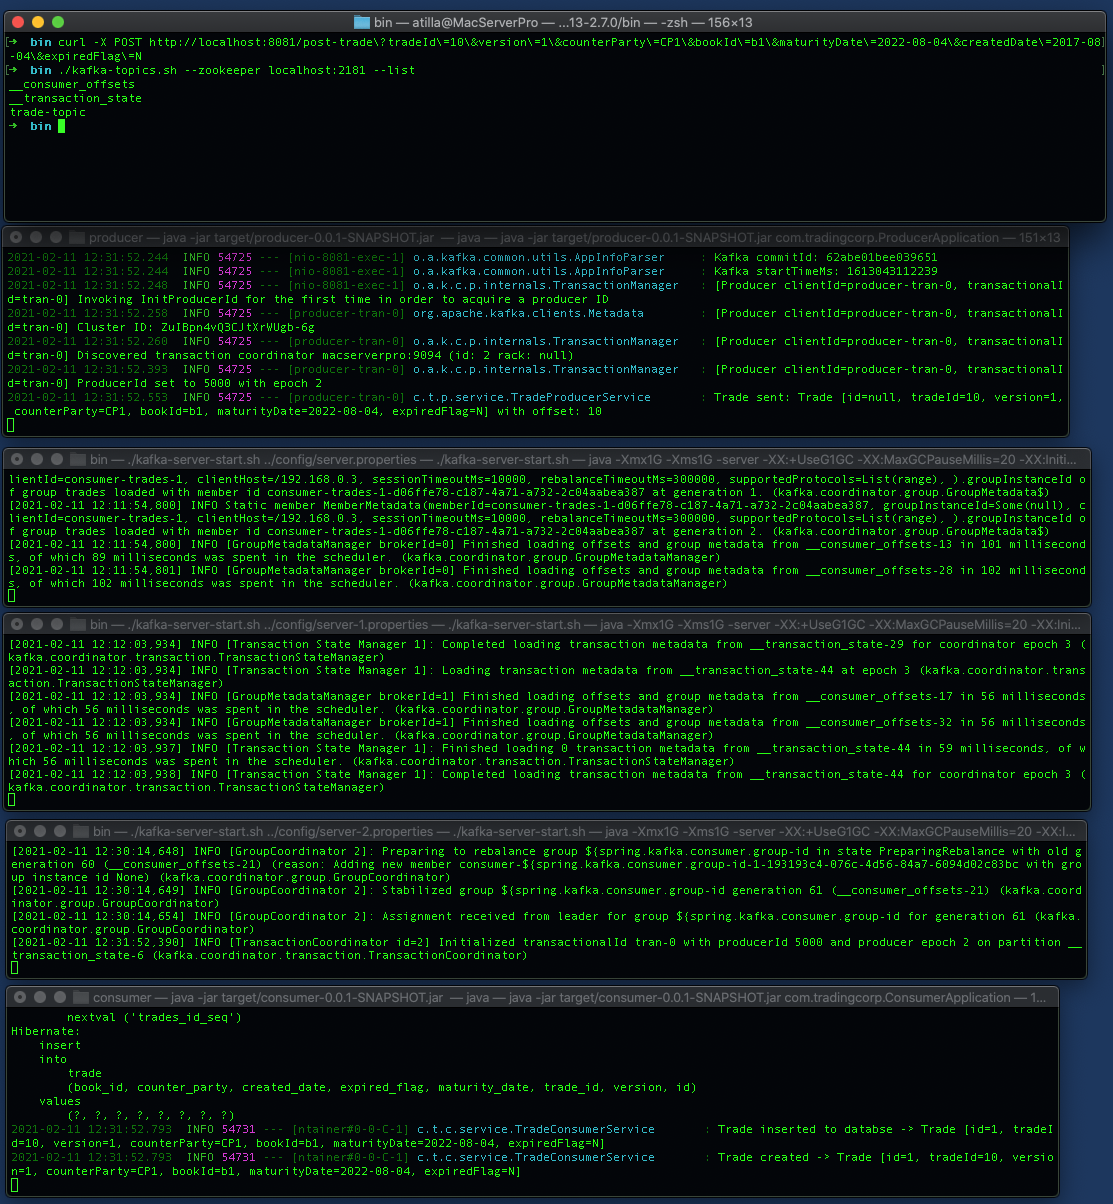 bin — atilla@MacServerPro — ...13-2.7.0/bin — -zsh — 156×13
[➜  bin curl -X POST http://localhost:8081/post-trade\?tradeId\=10\&version\=1\&counterParty\=CP1\&bookId\=b1\&maturityDate\=2022-08-04\&createdDate\=2017-08]
-04\&expiredFlag\=N
[➜  bin ./kafka-topics.sh --zookeeper localhost:2181 --list ]
__consumer_offsets
__transaction_state
trade-topic
➜  bin
producer — java -jar target/producer-0.0.1-SNAPSHOT.jar — java — java -jar target/producer-0.0.1-SNAPSHOT.jar com.tradingcorp.ProducerApplication — 151×13
2021-02-11 12:31:52.244  INFO 54725 --- [nio-8081-exec-1] o.a.kafka.common.utils.AppInfoParser     : Kafka commitId: 62abe01bee039651
2021-02-11 12:31:52.244  INFO 54725 --- [nio-8081-exec-1] o.a.kafka.common.utils.AppInfoParser     : Kafka startTimeMs: 1613043112239
2021-02-11 12:31:52.248  INFO 54725 --- [nio-8081-exec-1] o.a.k.c.p.internals.TransactionManager   : [Producer clientId=producer-tran-0, transactionalI
d=tran-0] Invoking InitProducerId for the first time in order to acquire a producer ID
2021-02-11 12:31:52.258  INFO 54725 --- [producer-tran-0] org.apache.kafka.clients.Metadata        : [Producer clientId=producer-tran-0, transactionalI
d=tran-0] Cluster ID: ZuIBpn4vQ3CJtXrWUgb-6g
2021-02-11 12:31:52.260  INFO 54725 --- [producer-tran-0] o.a.k.c.p.internals.TransactionManager   : [Producer clientId=producer-tran-0, transactionalI
d=tran-0] Discovered transaction coordinator macserverpro:9094 (id: 2 rack: null)
2021-02-11 12:31:52.393  INFO 54725 --- [producer-tran-0] o.a.k.c.p.internals.TransactionManager   : [Producer clientId=producer-tran-0, transactionalI
d=tran-0] ProducerId set to 5000 with epoch 2
2021-02-11 12:31:52.553  INFO 54725 --- [producer-tran-0] c.t.p.service.TradeProducerService       : Trade sent: Trade [id=null, tradeId=10, version=1,
 counterParty=CP1, bookId=b1, maturityDate=2022-08-04, expiredFlag=N] with offset: 10
bin — ./kafka-server-start.sh ../config/server.properties — ./kafka-server-start.sh — java -Xmx1G -Xms1G -server -XX:+UseG1GC -XX:MaxGCPauseMillis=20 -XX:Initi...
lientId=consumer-trades-1, clientHost=/192.168.0.3, sessionTimeoutMs=10000, rebalanceTimeoutMs=300000, supportedProtocols=List(range), ).groupInstanceId o
f group trades loaded with member id consumer-trades-1-d06ffe78-c187-4a71-a732-2c04aabea387 at generation 1. (kafka.coordinator.group.GroupMetadata$)
[2021-02-11 12:11:54,800] INFO Static member MemberMetadata(memberId=consumer-trades-1-d06ffe78-c187-4a71-a732-2c04aabea387, groupInstanceId=Some(null), c
lientId=consumer-trades-1, clientHost=/192.168.0.3, sessionTimeoutMs=10000, rebalanceTimeoutMs=300000, supportedProtocols=List(range), ).groupInstanceId o
f group trades loaded with member id consumer-trades-1-d06ffe78-c187-4a71-a732-2c04aabea387 at generation 2. (kafka.coordinator.group.GroupMetadata$)
[2021-02-11 12:11:54,800] INFO [GroupMetadataManager brokerId=0] Finished loading offsets and group metadata from __consumer_offsets-13 in 101 millisecond
s, of which 89 milliseconds was spent in the scheduler. (kafka.coordinator.group.GroupMetadataManager)
[2021-02-11 12:11:54,801] INFO [GroupMetadataManager brokerId=0] Finished loading offsets and group metadata from __consumer_offsets-28 in 102 millisecond
s, of which 102 milliseconds was spent in the scheduler. (kafka.coordinator.group.GroupMetadataManager)
bin — ./kafka-server-start.sh ../config/server-1.properties — ./kafka-server-start.sh — java -Xmx1G -Xms1G -server -XX:+UseG1GC -XX:MaxGCPauseMillis=20 -XX:Ini...
[2021-02-11 12:12:03,934] INFO [Transaction State Manager 1]: Completed loading transaction metadata from __transaction_state-29 for coordinator epoch 3 (
kafka.coordinator.transaction.TransactionStateManager)
[2021-02-11 12:12:03,934] INFO [Transaction State Manager 1]: Loading transaction metadata from __transaction_state-44 at epoch 3 (kafka.coordinator.trans
action.TransactionStateManager)
[2021-02-11 12:12:03,934] INFO [GroupMetadataManager brokerId=1] Finished loading offsets and group metadata from __consumer_offsets-17 in 56 milliseconds
, of which 56 milliseconds was spent in the scheduler. (kafka.coordinator.group.GroupMetadataManager)
[2021-02-11 12:12:03,934] INFO [GroupMetadataManager brokerId=1] Finished loading offsets and group metadata from __consumer_offsets-32 in 56 milliseconds
, of which 56 milliseconds was spent in the scheduler. (kafka.coordinator.group.GroupMetadataManager)
[2021-02-11 12:12:03,937] INFO [Transaction State Manager 1]: Finished loading 0 transaction metadata from __transaction_state-44 in 59 milliseconds, of w
hich 56 milliseconds was spent in the scheduler. (kafka.coordinator.transaction.TransactionStateManager)
[2021-02-11 12:12:03,938] INFO [Transaction State Manager 1]: Completed loading transaction metadata from __transaction_state-44 for coordinator epoch 3 (
kafka.coordinator.transaction.TransactionStateManager)
bin — ./kafka-server-start.sh ../config/server-2.properties — ./kafka-server-start.sh — java -Xmx1G -Xms1G -server -XX:+UseG1GC -XX:MaxGCPauseMillis=20 -XX:I...
[2021-02-11 12:30:14,648] INFO [GroupCoordinator 2]: Preparing to rebalance group ${spring.kafka.consumer.group-id in state PreparingRebalance with old g
eneration 60 (__consumer_offsets-21) (reason: Adding new member consumer-${spring.kafka.consumer.group-id-1-193193c4-076c-4d56-84a7-6094d02c83bc with gro
up instance id None) (kafka.coordinator.group.GroupCoordinator)
[2021-02-11 12:30:14,649] INFO [GroupCoordinator 2]: Stabilized group ${spring.kafka.consumer.group-id generation 61 (__consumer_offsets-21) (kafka.coord
inator.group.GroupCoordinator)
[2021-02-11 12:30:14,654] INFO [GroupCoordinator 2]: Assignment received from leader for group ${spring.kafka.consumer.group-id for generation 61 (kafka.
coordinator.group.GroupCoordinator)
[2021-02-11 12:31:52,390] INFO [TransactionCoordinator id=2] Initialized transactionalId tran-0 with producerId 5000 and producer epoch 2 on partition __
transaction_state-6 (kafka.coordinator.transaction.TransactionCoordinator)
consumer — java -jar target/consumer-0.0.1-SNAPSHOT.jar — java — java -jar target/consumer-0.0.1-SNAPSHOT.jar com.tradingcorp.ConsumerApplication — 1...
nextval ('trades_id_seq')
Hibernate:
insert
into
trade
(book_id, counter_party, created_date, expired_flag, maturity_date, trade_id, version, id)
values
(?, ?, ?, ?, ?, ?, ?, ?)
2021-02-11 12:31:52.793  INFO 54731 --- [ntainer#0-0-C-1] c.t.c.service.TradeConsumerService       : Trade inserted to databse -> Trade [id=1, tradeI
d=10, version=1, counterParty=CP1, bookId=b1, maturityDate=2022-08-04, expiredFlag=N]
2021-02-11 12:31:52.793  INFO 54731 --- [ntainer#0-0-C-1] c.t.c.service.TradeConsumerService       : Trade created -> Trade [id=1, tradeId=10, versio
n=1, counterParty=CP1, bookId=b1, maturityDate=2022-08-04, expiredFlag=N]